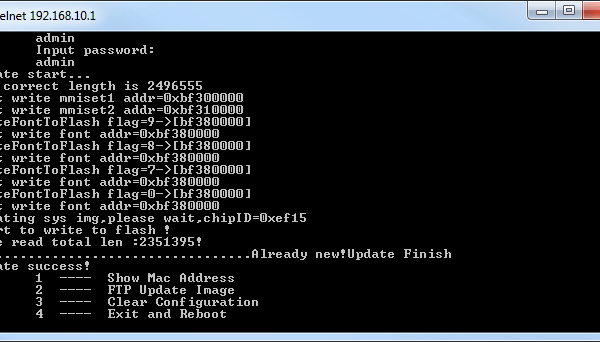 elnet 192.168.10.1
admin
Input password:
admin
ate start...
correct length is 2496555
t write mmiset1 addr=0xbf300000
t write mmiset2 addr=0xbf310000
teFontToFlash flag=9->[bf380000]
t write font addr=0xbf380000
teFontToFlash flag=8->[bf380000]
t write font addr=0xbf380000
teFontToFlash flag=7->[bf380000]
t write font addr=0xbf380000
teFontToFlash flag=0->[bf380000]
t write font addr=0xbf380000
ating sys img,please wait,chipID=0xef15
rt to write to flash !
e read total len :2351395!
..................................Already new!Update Finish
ate success!
1 ---- Show Mac Address
2 ---- FTP Update Image
3 ---- Clear Configuration
4 ---- Exit and Reboot